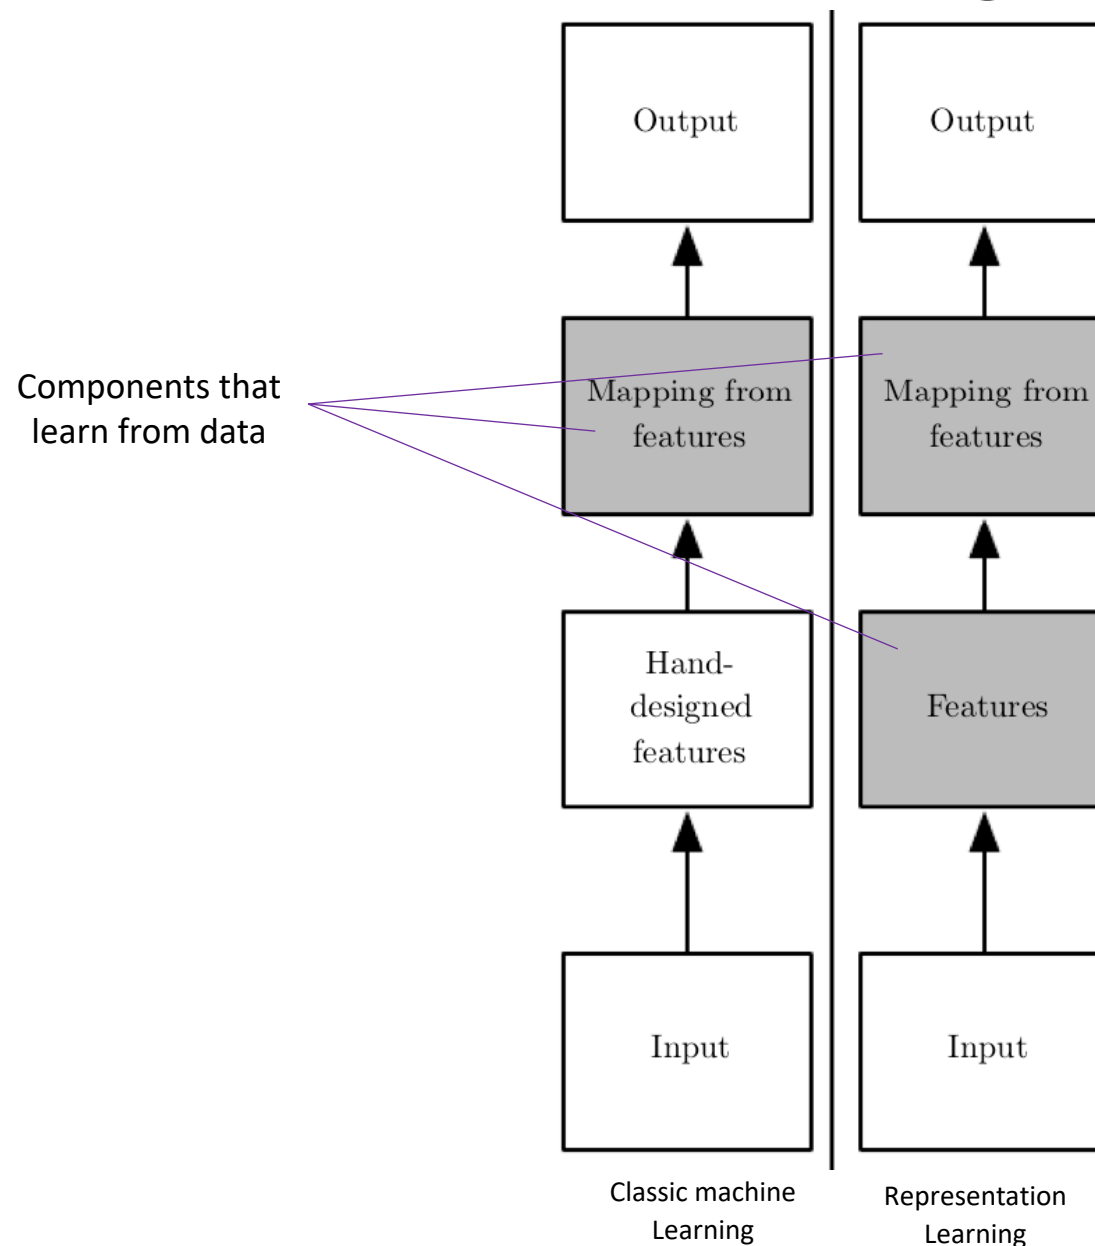 Output
Output
Components that
learn from data
Mapping from
features
Mapping from
features
Hand-
designed
features
Features
Input
Input
Classic machine
Learning
Representation
Learning